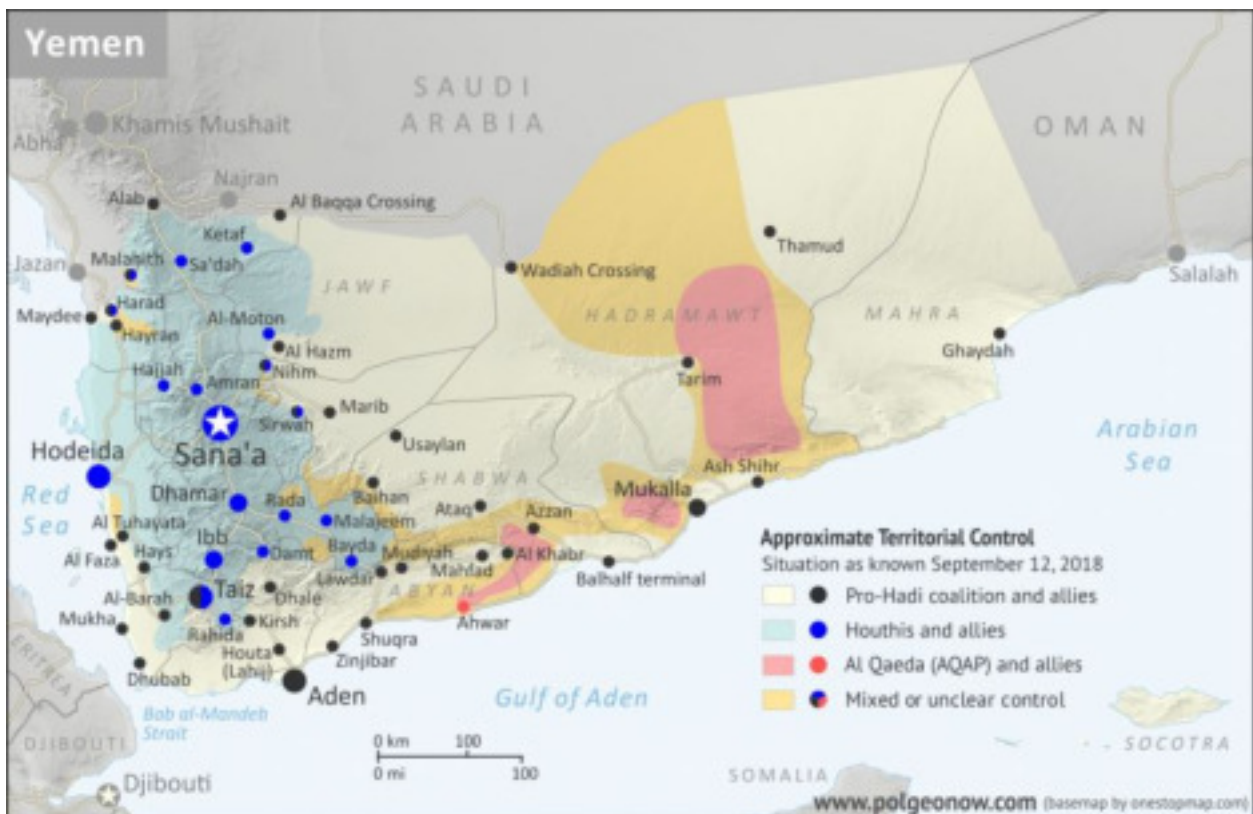 Yemen
SAUDI
ARABIA
OMAN
Khamis Mushait
Abha
Najran
Alab
Al Baqqa Crossing
Ketaf
Malahith
Sa'dah
Jazan
JAWF
Wadiah Crossing
Thamud
Salalah
Harad
Maydee
Hayran
Al-Moton
Al Hazm
HADRAMAWT
MAHRA
Ghaydah
Hajjah
Amran
Nihm
Tarim
Marib
Sirwah
Sana'a
Usaylan
Arabian
Sea
Hodeida
Ash Shihr
SHABWA
Red
Sea
Dhamar
Rada
Baihan
Mukalla
Ataq
Azzan
Al Tuhayata
Malajeem
Ibb
Bayda
Mudiyah
Al Faza
Hays
Damt
Lawdar
Mahfad
Al Khabr
Balhalf terminal
Taiz
Al-Barah
Dhale
ABYAN
Mukha
Rahida
Kirsh
Shuqra
Ahwar
Houta
(Lahij)
Zinjibar
Dhubab
Aden
Gulf of Aden
ERITREA
Bab al-Mandeb
Strait
DJIBOUTI
Djibouti
0 km 100
0 mi 100
Approximate Territorial Control
Situation as known September 12, 2018
Pro-Hadi coalition and allies
Houthis and allies
Al Qaeda (AQAP) and allies
Mixed or unclear control
SOCOTRA
SOMALIA
www.polgeonow.com (basemap by onestopmap.com)